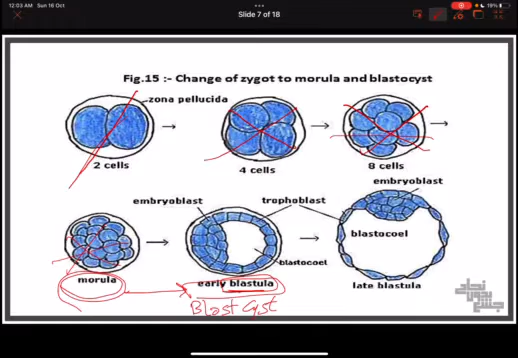 12:03 AM Sun 16 Oct
19%
Slide 7 of 18
Fig.15 :- Change of zygot to morula and blastocyst
zona pellucida
2 cells
4 cells
8 cells
embryoblast
embryoblast
trophoblast
blastocoel
blastocoel
morula
early blastula
late blastula
Blast Cyst